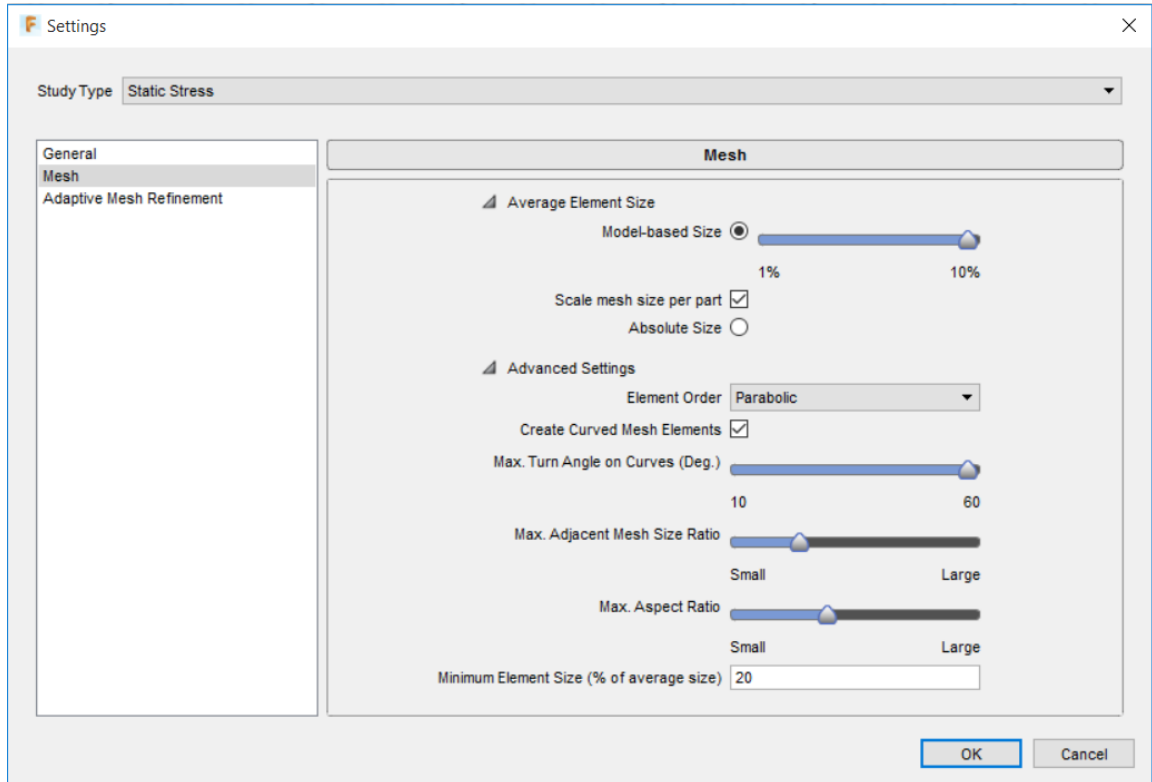 Settings
Study Type Static Stress
General
Mesh
Adaptive Mesh Refinement
Mesh
Average Element Size
Model-based Size
1% 10%
Scale mesh size per part
Absolute Size
Advanced Settings
Element Order Parabolic
Create Curved Mesh Elements
Max. Turn Angle on Curves (Deg.)
10 60
Max. Adjacent Mesh Size Ratio
Small Large
Max. Aspect Ratio
Small Large
Minimum Element Size (% of average size) 20
OK Cancel